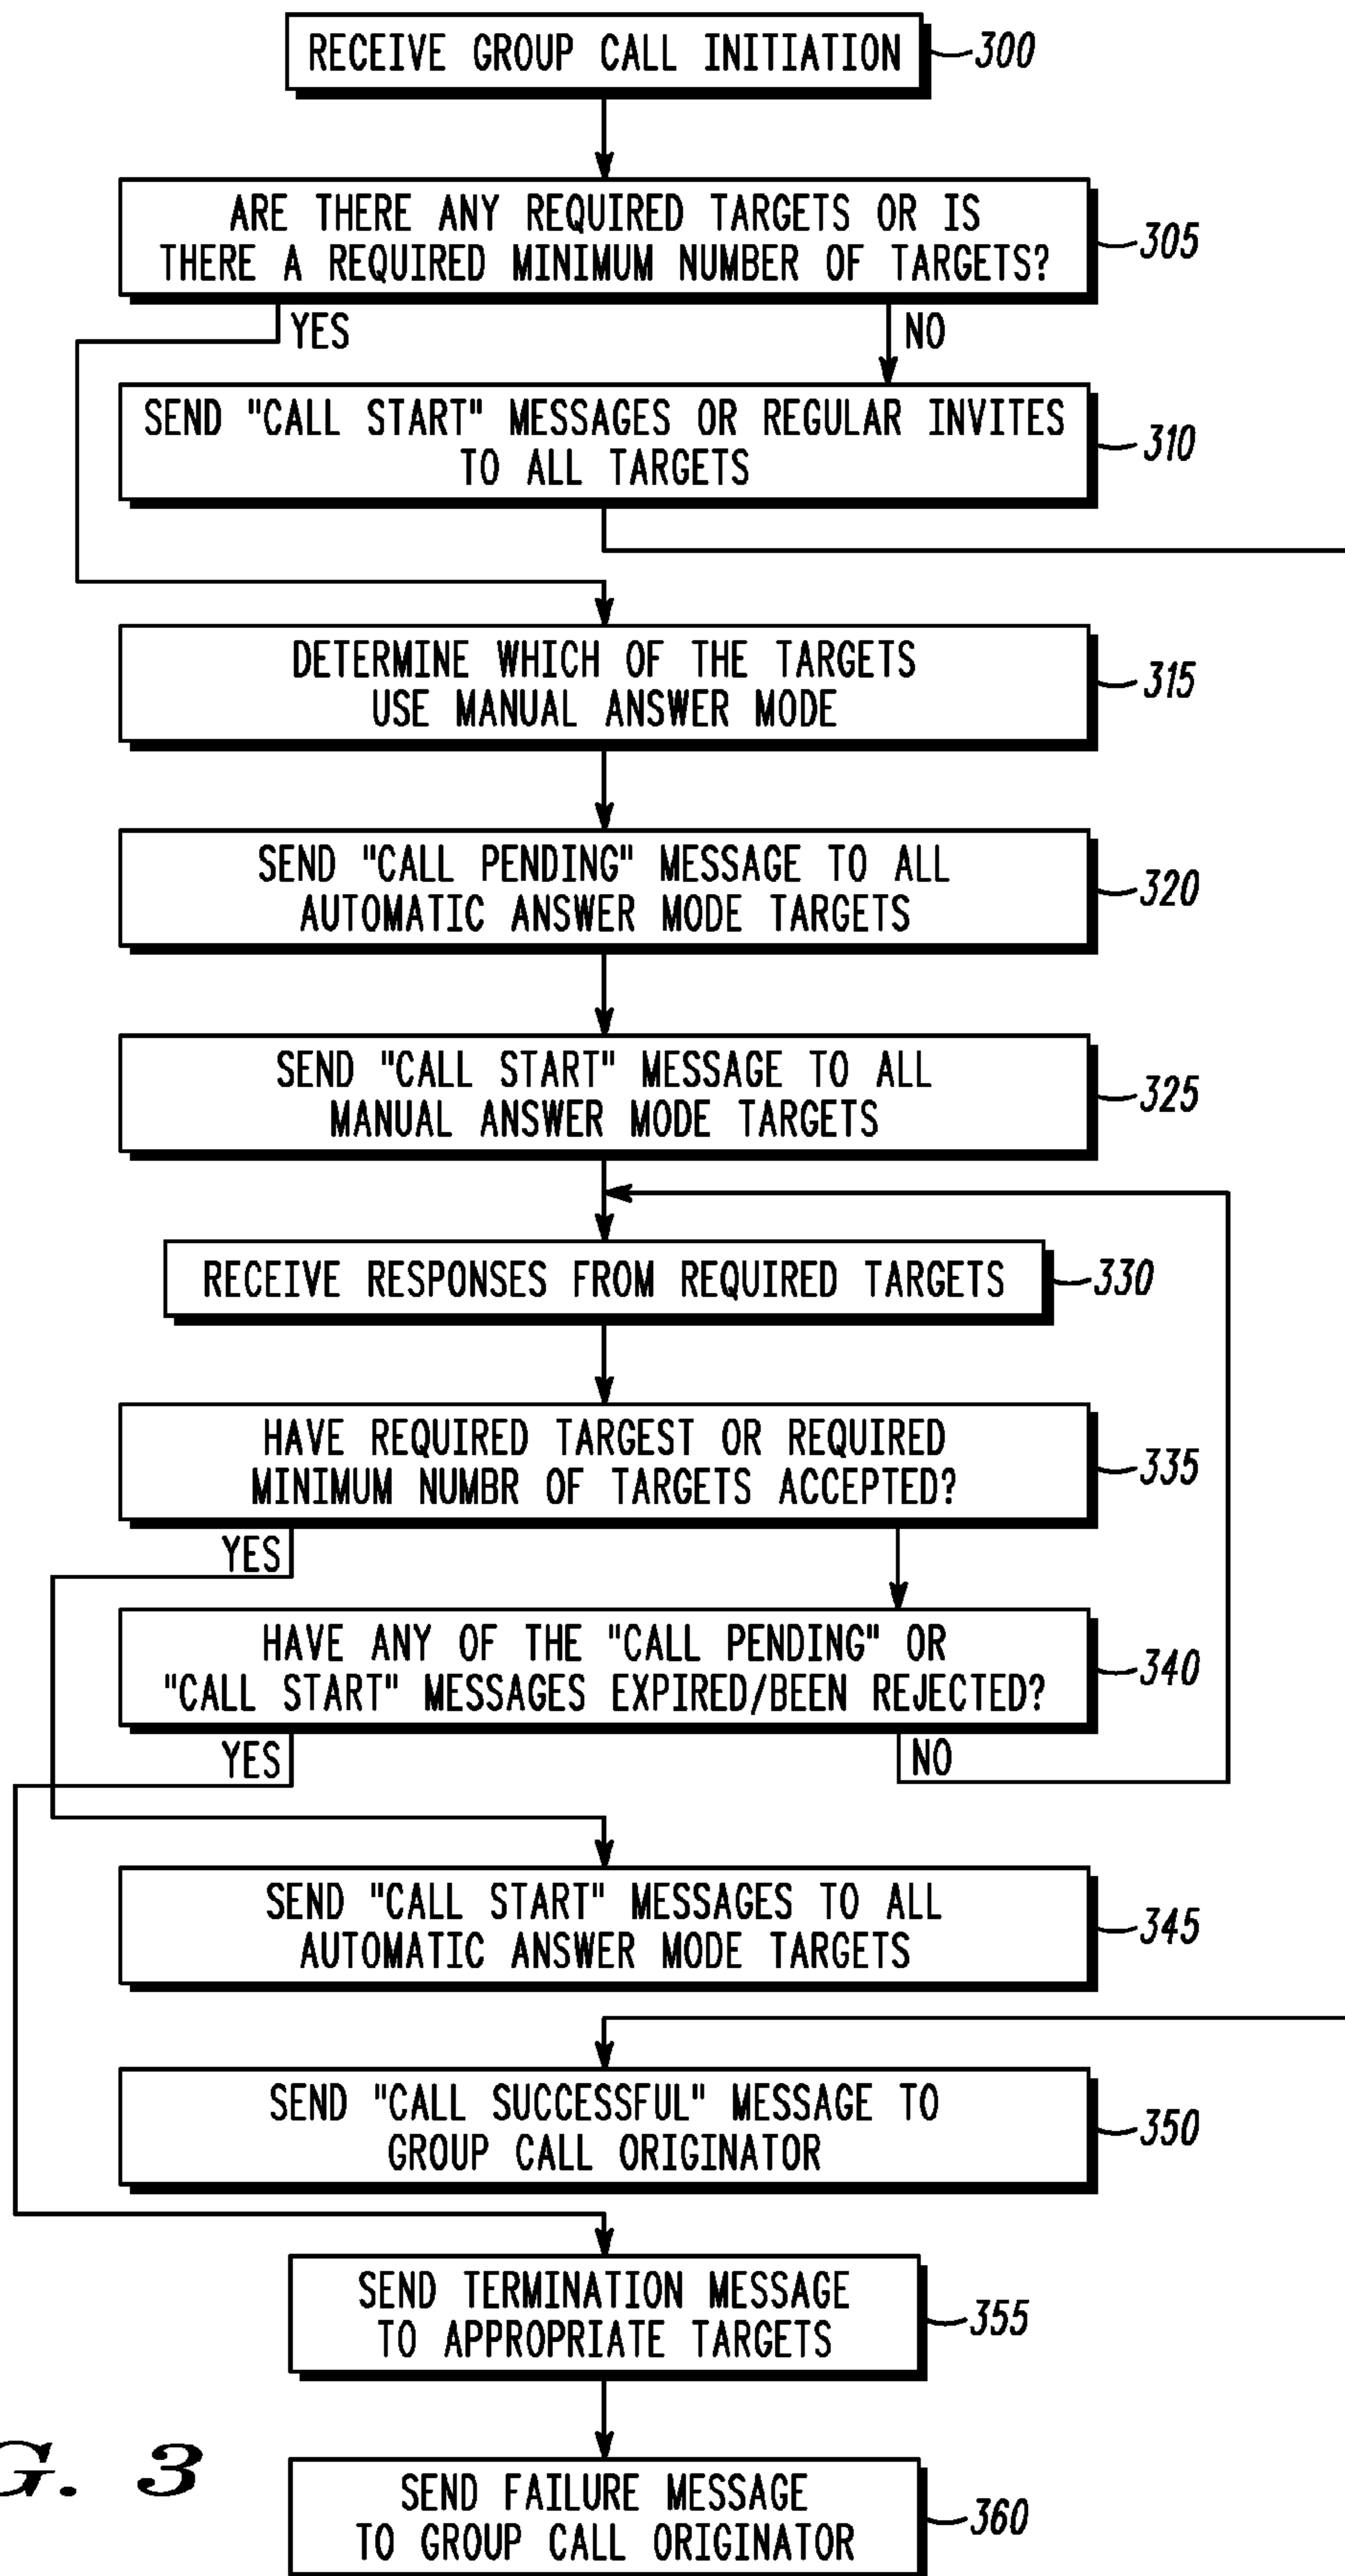 RECEIVE GROUP CALL INITIATION
300
ARE THERE ANY REQUIRED TARGETS OR IS
THERE A REQUIRED MINIMUM NUMBER OF TARGETS?
305
YES
NO
SEND "CALL START" MESSAGES OR REGULAR INVITES
TO ALL TARGETS
310
DETERMINE WHICH OF THE TARGETS
USE MANUAL ANSWER MODE
315
SEND "CALL PENDING" MESSAGE TO ALL
AUTOMATIC ANSWER MODE TARGETS
320
SEND "CALL START" MESSAGE TO ALL
MANUAL ANSWER MODE TARGETS
325
RECEIVE RESPONSES FROM REQUIRED TARGETS
330
HAVE REQUIRED TARGEST OR REQUIRED
MINIMUM NUMBR OF TARGETS ACCEPTED?
335
YES
HAVE ANY OF THE "CALL PENDING" OR
"CALL START" MESSAGES EXPIRED/BEEN REJECTED?
340
YES
NO
SEND "CALL START" MESSAGES TO ALL
AUTOMATIC ANSWER MODE TARGETS
345
SEND "CALL SUCCESSFUL" MESSAGE TO
GROUP CALL ORIGINATOR
350
SEND TERMINATION MESSAGE
TO APPROPRIATE TARGETS
355
G. 3
SEND FAILURE MESSAGE
TO GROUP CALL ORIGINATOR
360